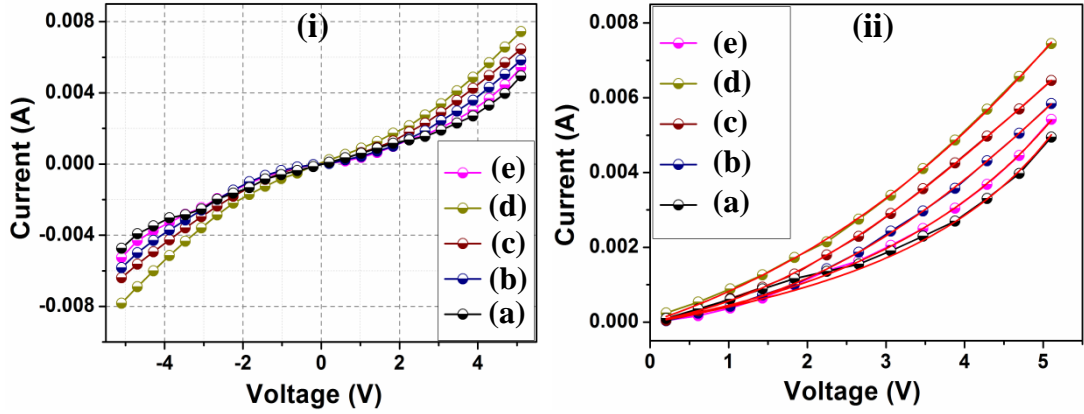 (i)
Current (A)
0.008
0.004
0.000
-0.004
-0.008
-4
-2
0
2
4
Voltage (V)
(e)
(d)
(c)
(b)
(a)
(ii)
Current (A)
0.008
0.006
0.004
0.002
0.000
0
1
2
3
4
5
Voltage (V)
(e)
(d)
(c)
(b)
(a)